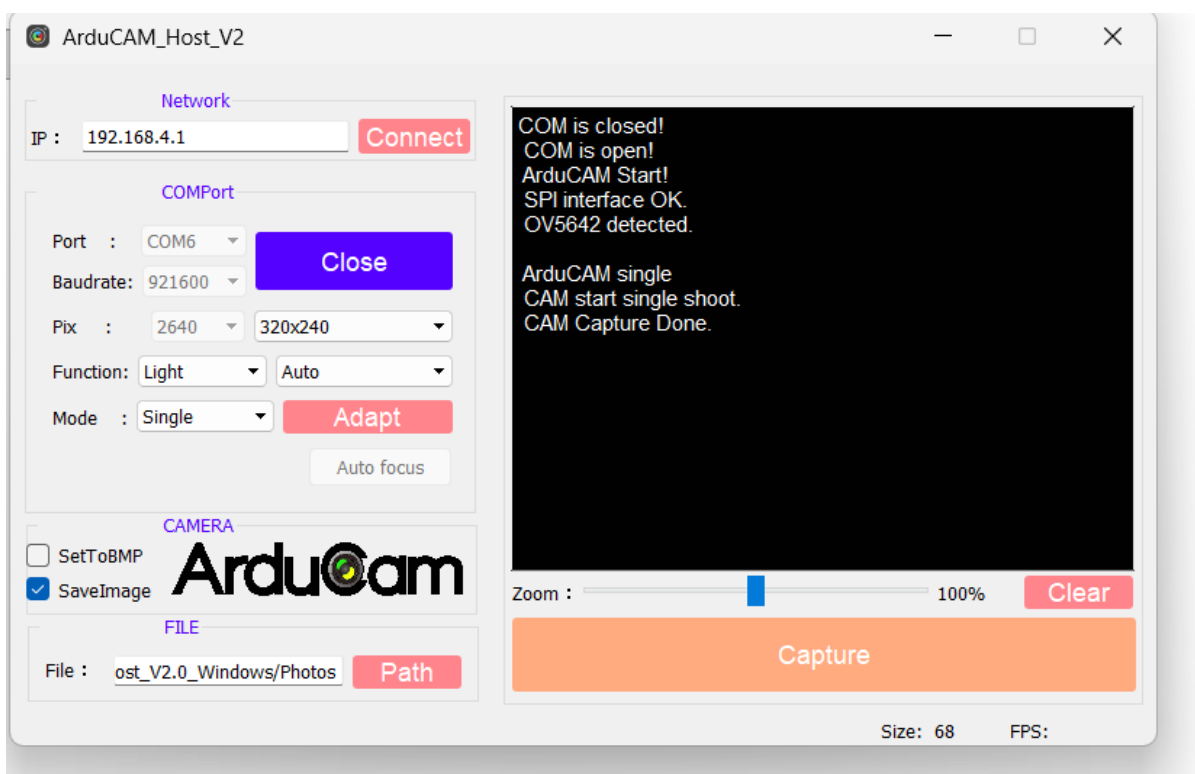 ArduCAM_Host_V2
Network
IP : 192.168.4.1 Connect
COMPort
Port : COM6 Close
Baudrate: 921600
Pix : 2640 320x240
Function: Light Auto
Mode : Single Adapt
Auto focus
CAMERA
SetToBMP
SaveImage
ArduCam
FILE
File : ost_V2.0_Windows/Photos Path
COM is closed!
COM is open!
ArduCAM Start!
SPI interface OK.
OV5642 detected.
ArduCAM single
CAM start single shoot.
CAM Capture Done.
Zoom : 100% Clear
Capture
Size: 68 FPS: